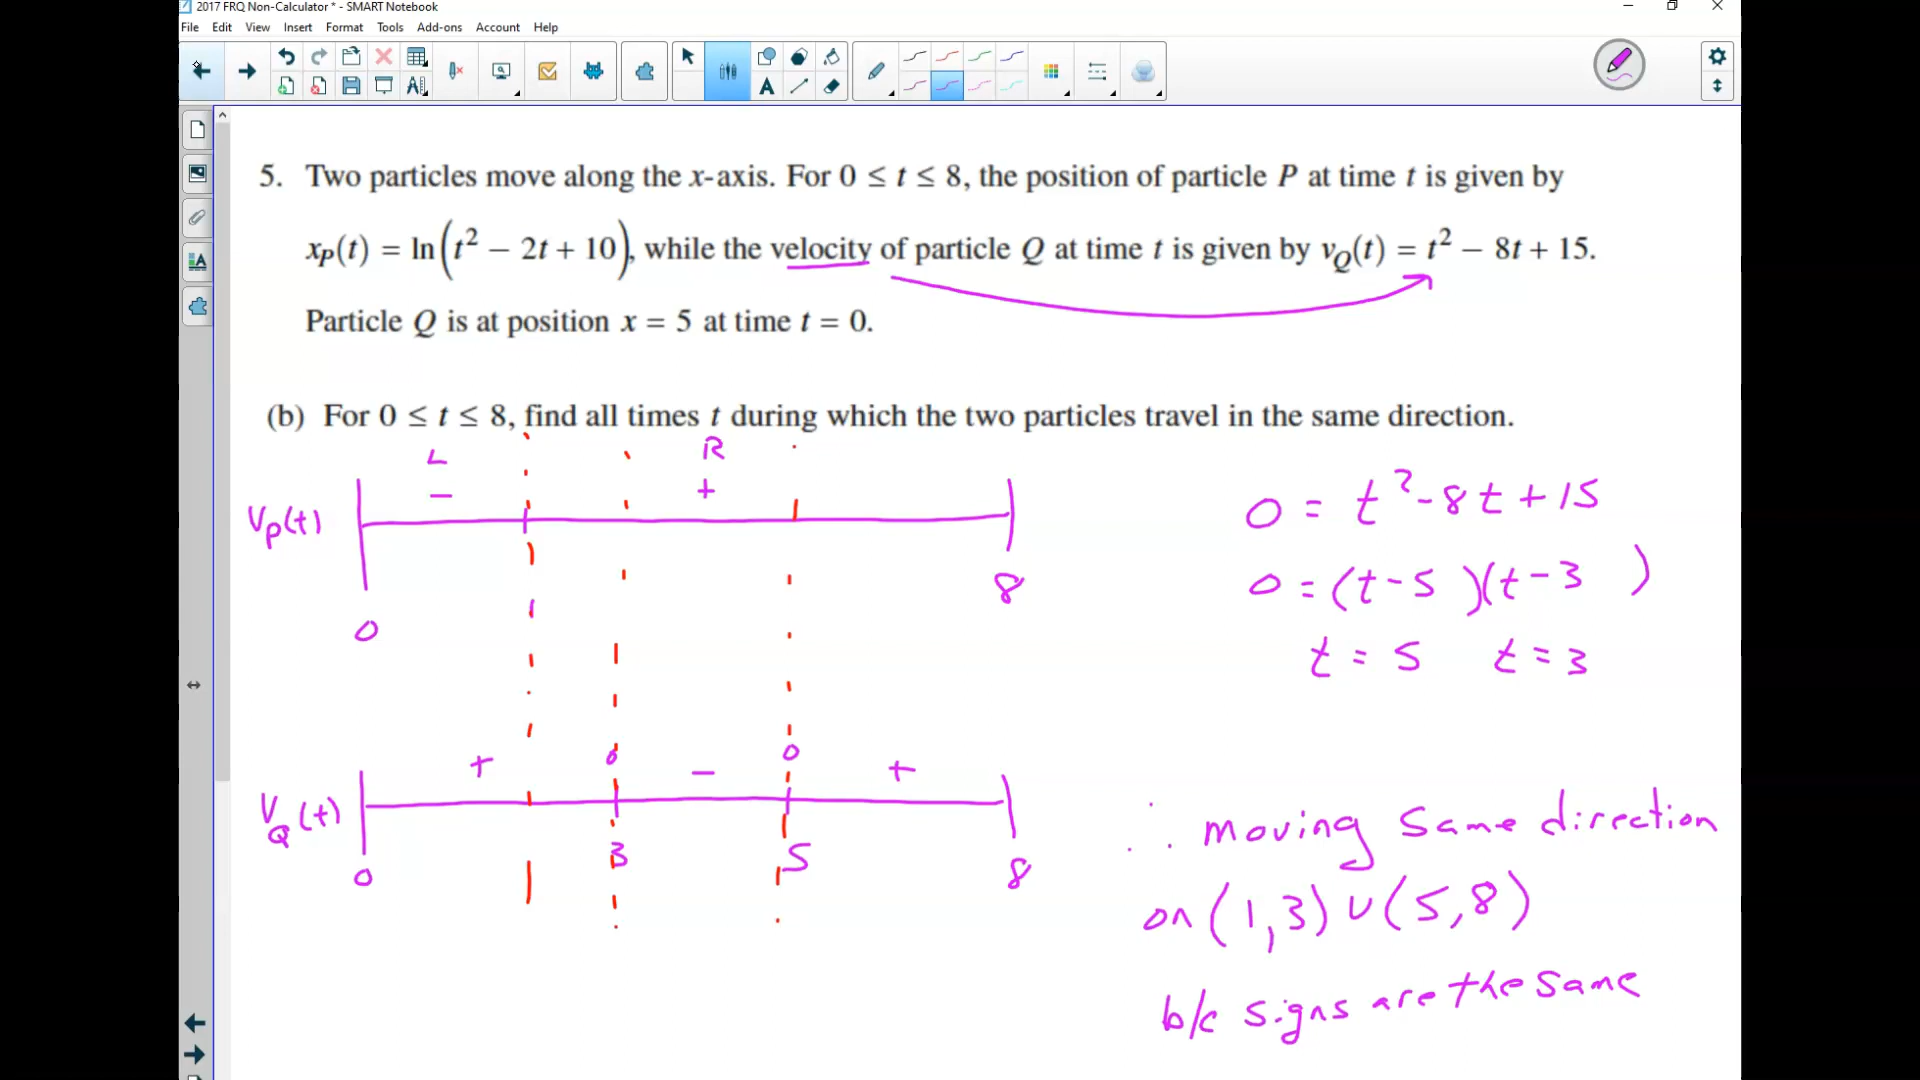 2017 FRQ Non-Calculator * - SMART Notebook
File Edit View Insert Format Tools Add-ons Account Help
5. Two particles move along the x-axis. For 0 ≤ t ≤ 8, the position of particle P at time t is given by
x_P(t) = ln(t² − 2t + 10), while the velocity of particle Q at time t is given by v_Q(t) = t² − 8t + 15.
Particle Q is at position x = 5 at time t = 0.
(b) For 0 ≤ t ≤ 8, find all times t during which the two particles travel in the same direction.
L R
− +
V_P(t)
0 8
0 = t² - 8t + 15
0 = (t - 5 )(t - 3 )
t = 5 t = 3
+ 0 − 0 +
V_Q(t)
0 3 5 8
∴ moving same direction
on (1,3) ∪ (5,8)
b/c signs are the same